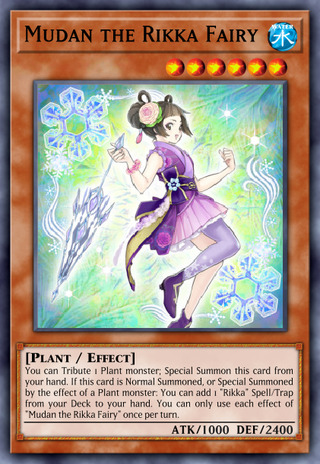 Mudan the Rikka Fairy
WATER
水
[Plant / Effect]
You can Tribute 1 Plant monster; Special Summon this card from
your hand. If this card is Normal Summoned, or Special Summoned
by the effect of a Plant monster: You can add 1 "Rikka" Spell/Trap
from your Deck to your hand. You can only use each effect of
"Mudan the Rikka Fairy" once per turn.
ATK/1000 DEF/2400